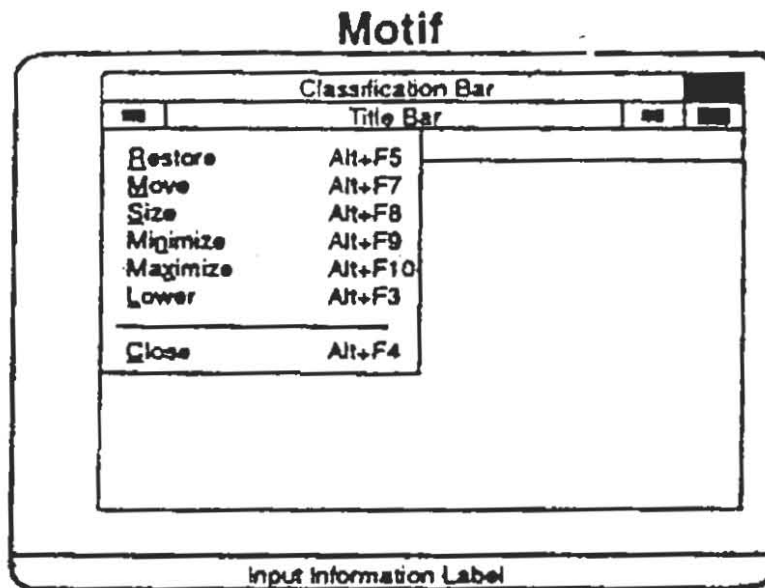 Motif
Classification Bar
Title Bar
Restore Alt+F5
Move Alt+F7
Size Alt+F8
Minimize Alt+F9
Maximize Alt+F10
Lower Alt+F3
Close Alt+F4
Input Information Label